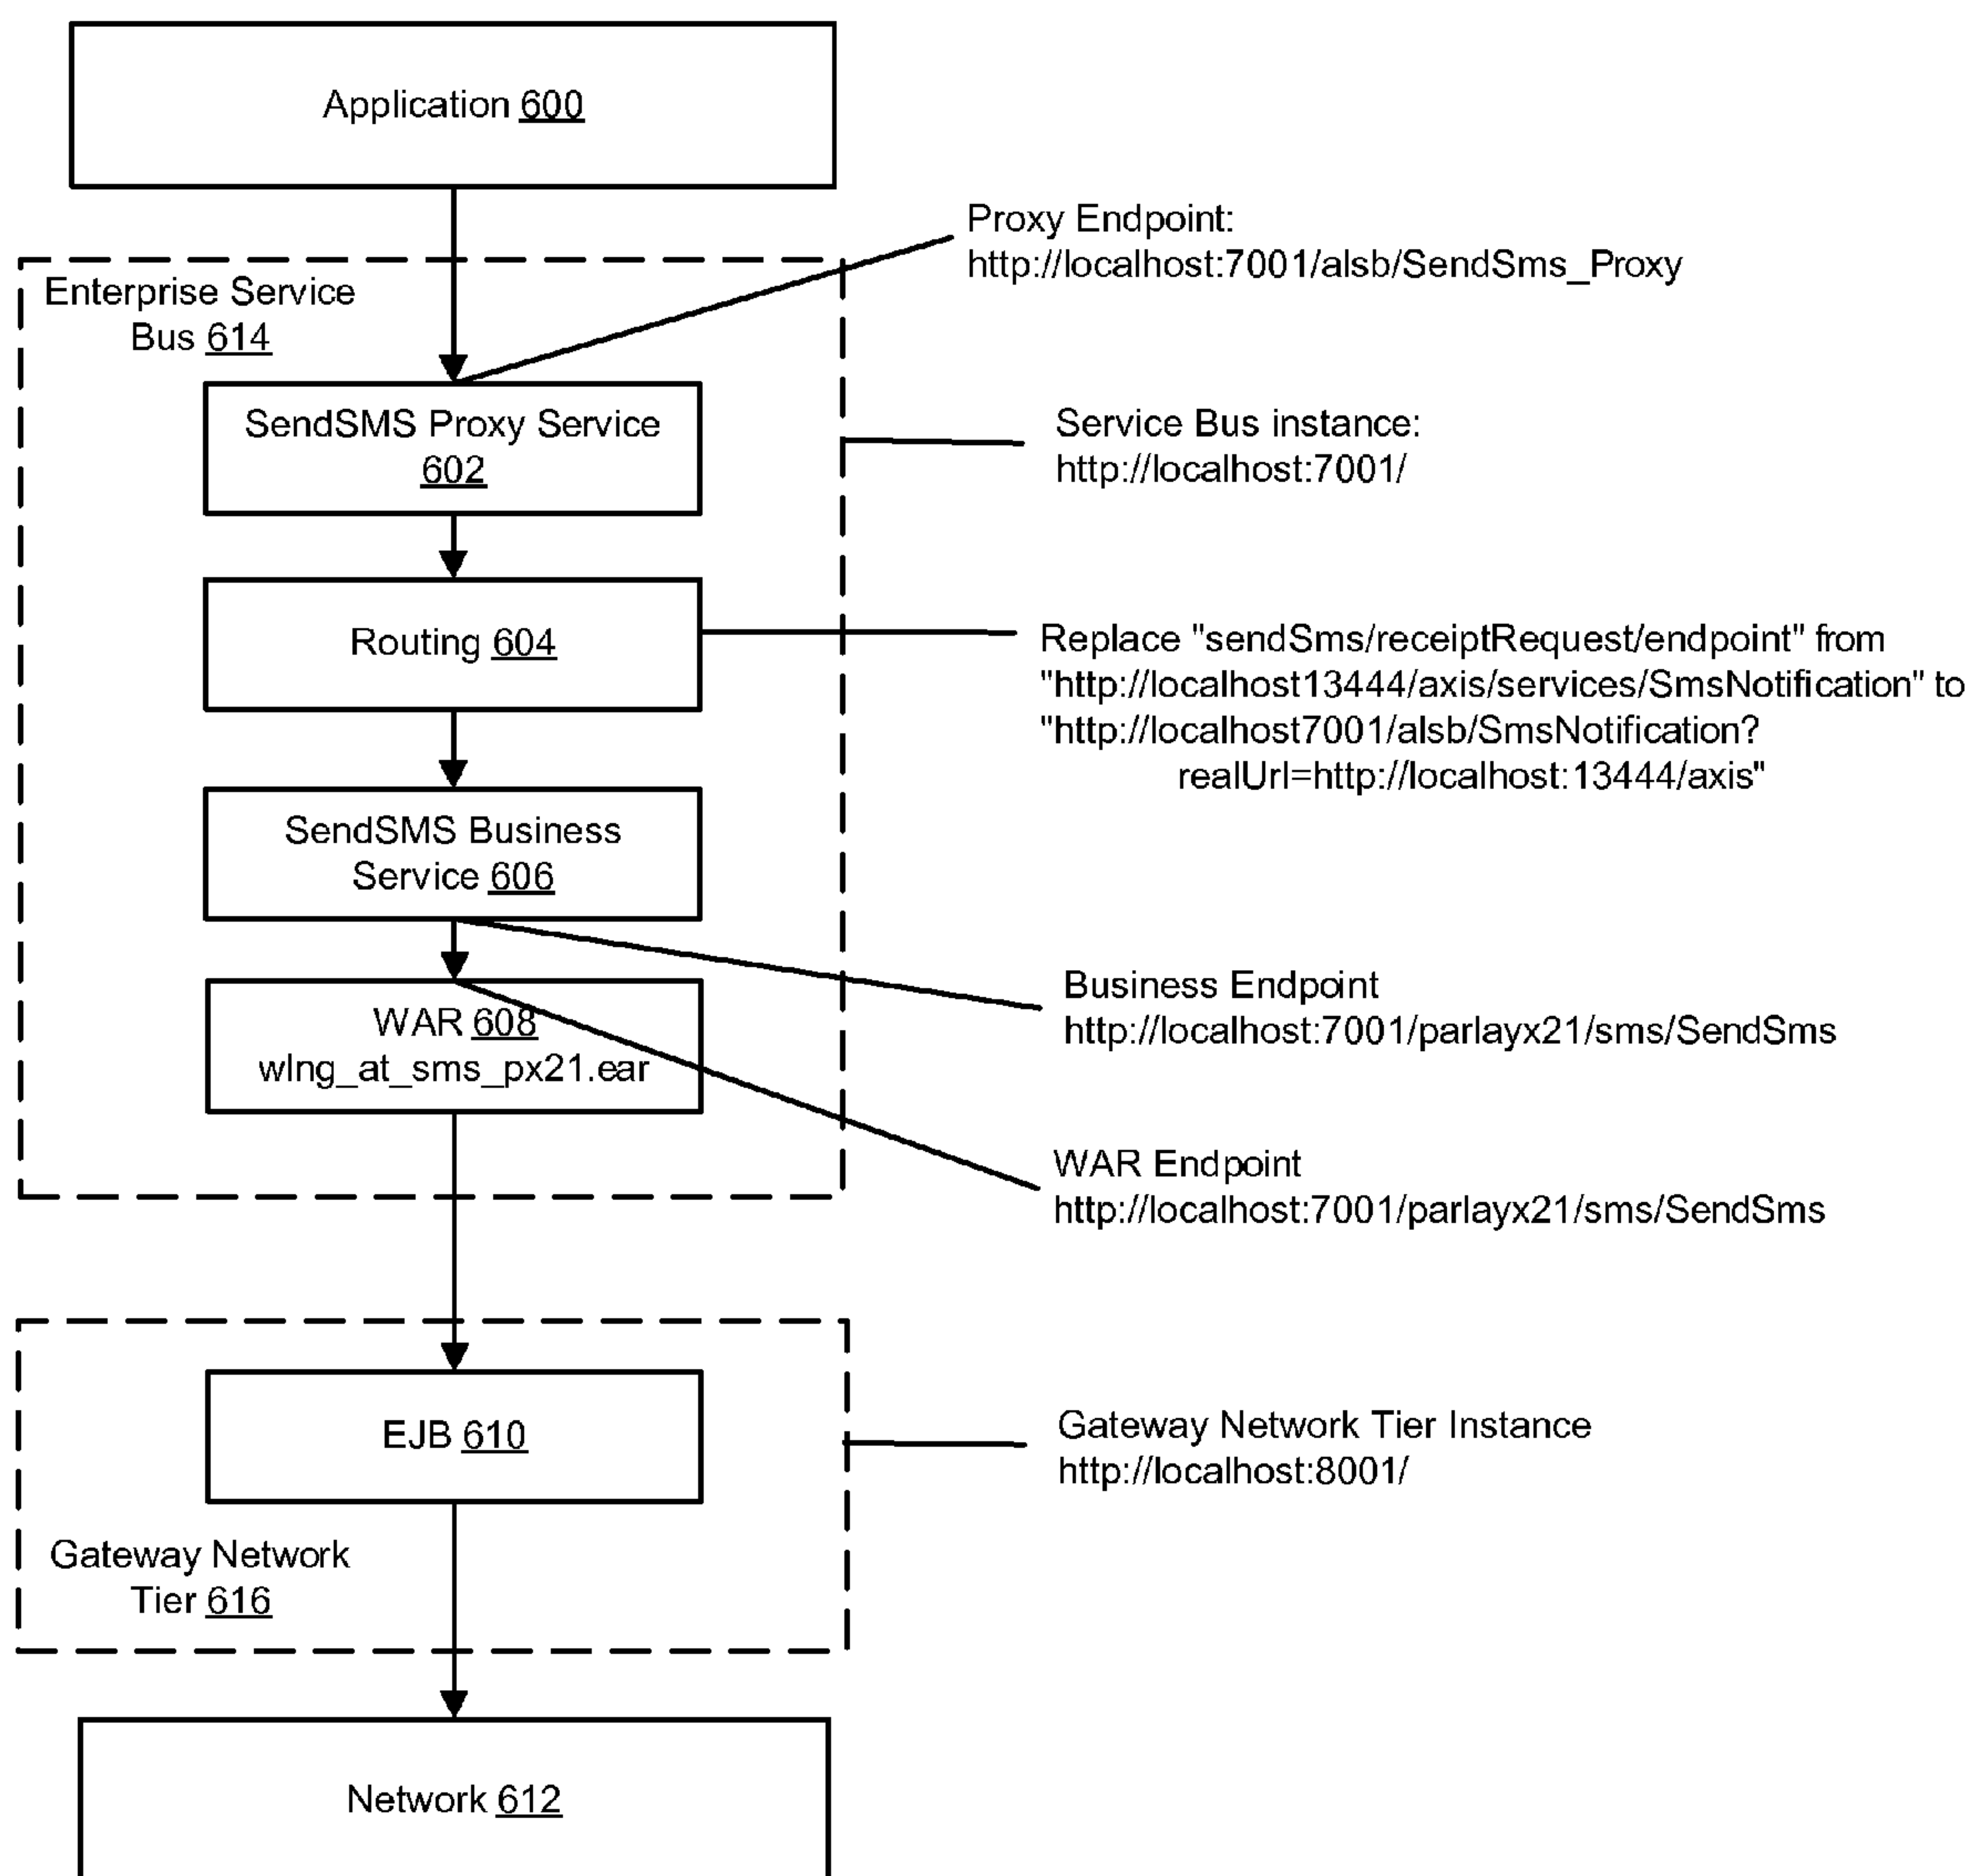 Application 600
Proxy Endpoint:
http://localhost:7001/alsb/SendSms_Proxy
Enterprise Service
Bus 614
SendSMS Proxy Service
602
Service Bus instance:
http://localhost:7001/
Routing 604
Replace "sendSms/receiptRequest/endpoint" from
"http://localhost13444/axis/services/SmsNotification" to
"http://localhost7001/alsb/SmsNotification?
realUrl=http://localhost:13444/axis"
SendSMS Business
Service 606
Business Endpoint
http://localhost:7001/parlayx21/sms/SendSms
WAR 608
wlng_at_sms_px21.ear
WAR Endpoint
http://localhost:7001/parlayx21/sms/SendSms
EJB 610
Gateway Network Tier Instance
http://localhost:8001/
Gateway Network
Tier 616
Network 612